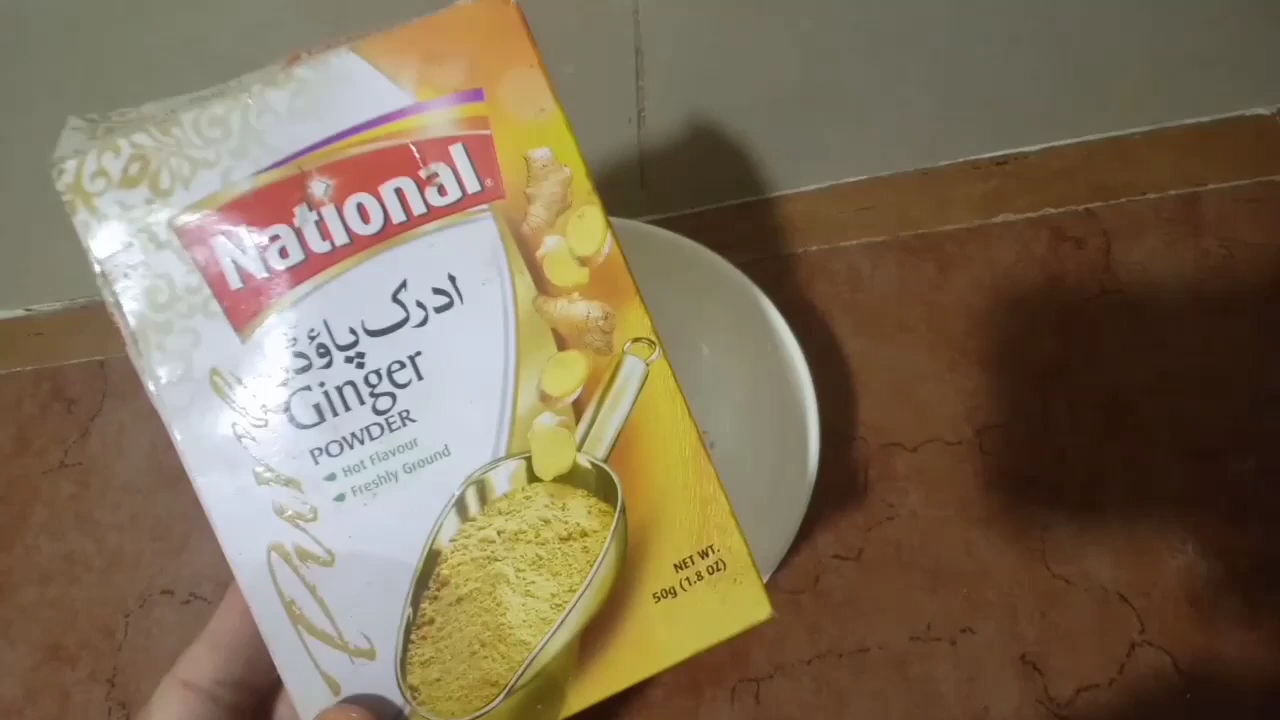 National®
ادرک پاؤڈر
Ginger
POWDER
Hot Flavour
Freshly Ground
NET WT.
50g (1.8 OZ)